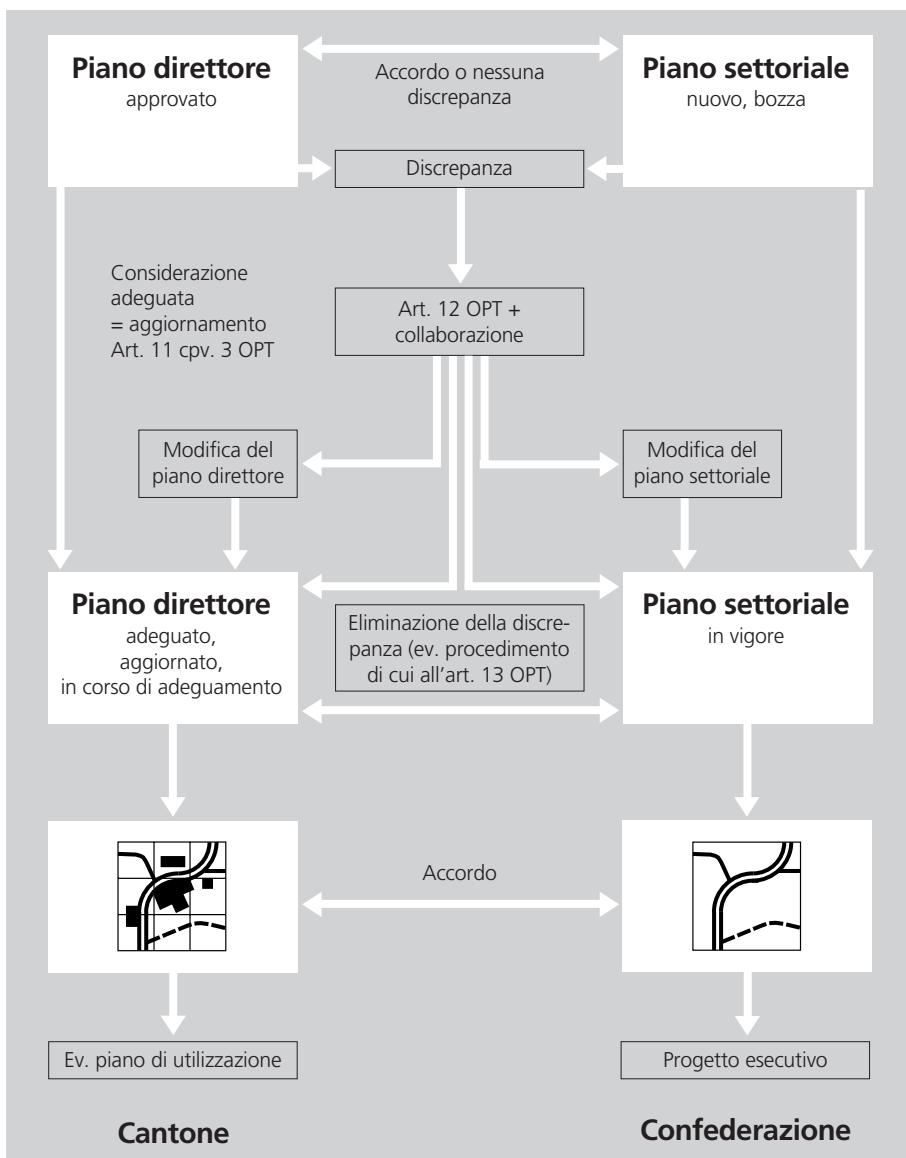 Piano direttore
approvato
Accordo o nessuna
discrepanza
Piano settoriale
nuovo, bozza
Discrepanza
Considerazione
adeguata
= aggiornamento
Art. 11 cpv. 3 OPT
Art. 12 OPT +
collaborazione
Modifica del
piano direttore
Modifica del
piano settoriale
Piano direttore
adeguato,
aggiornato,
in corso di adeguamento
Eliminazione della discre-
panza (ev. procedimento
di cui all'art. 13 OPT)
Piano settoriale
in vigore
Accordo
Ev. piano di utilizzazione
Progetto esecutivo
Cantone
Confederazione